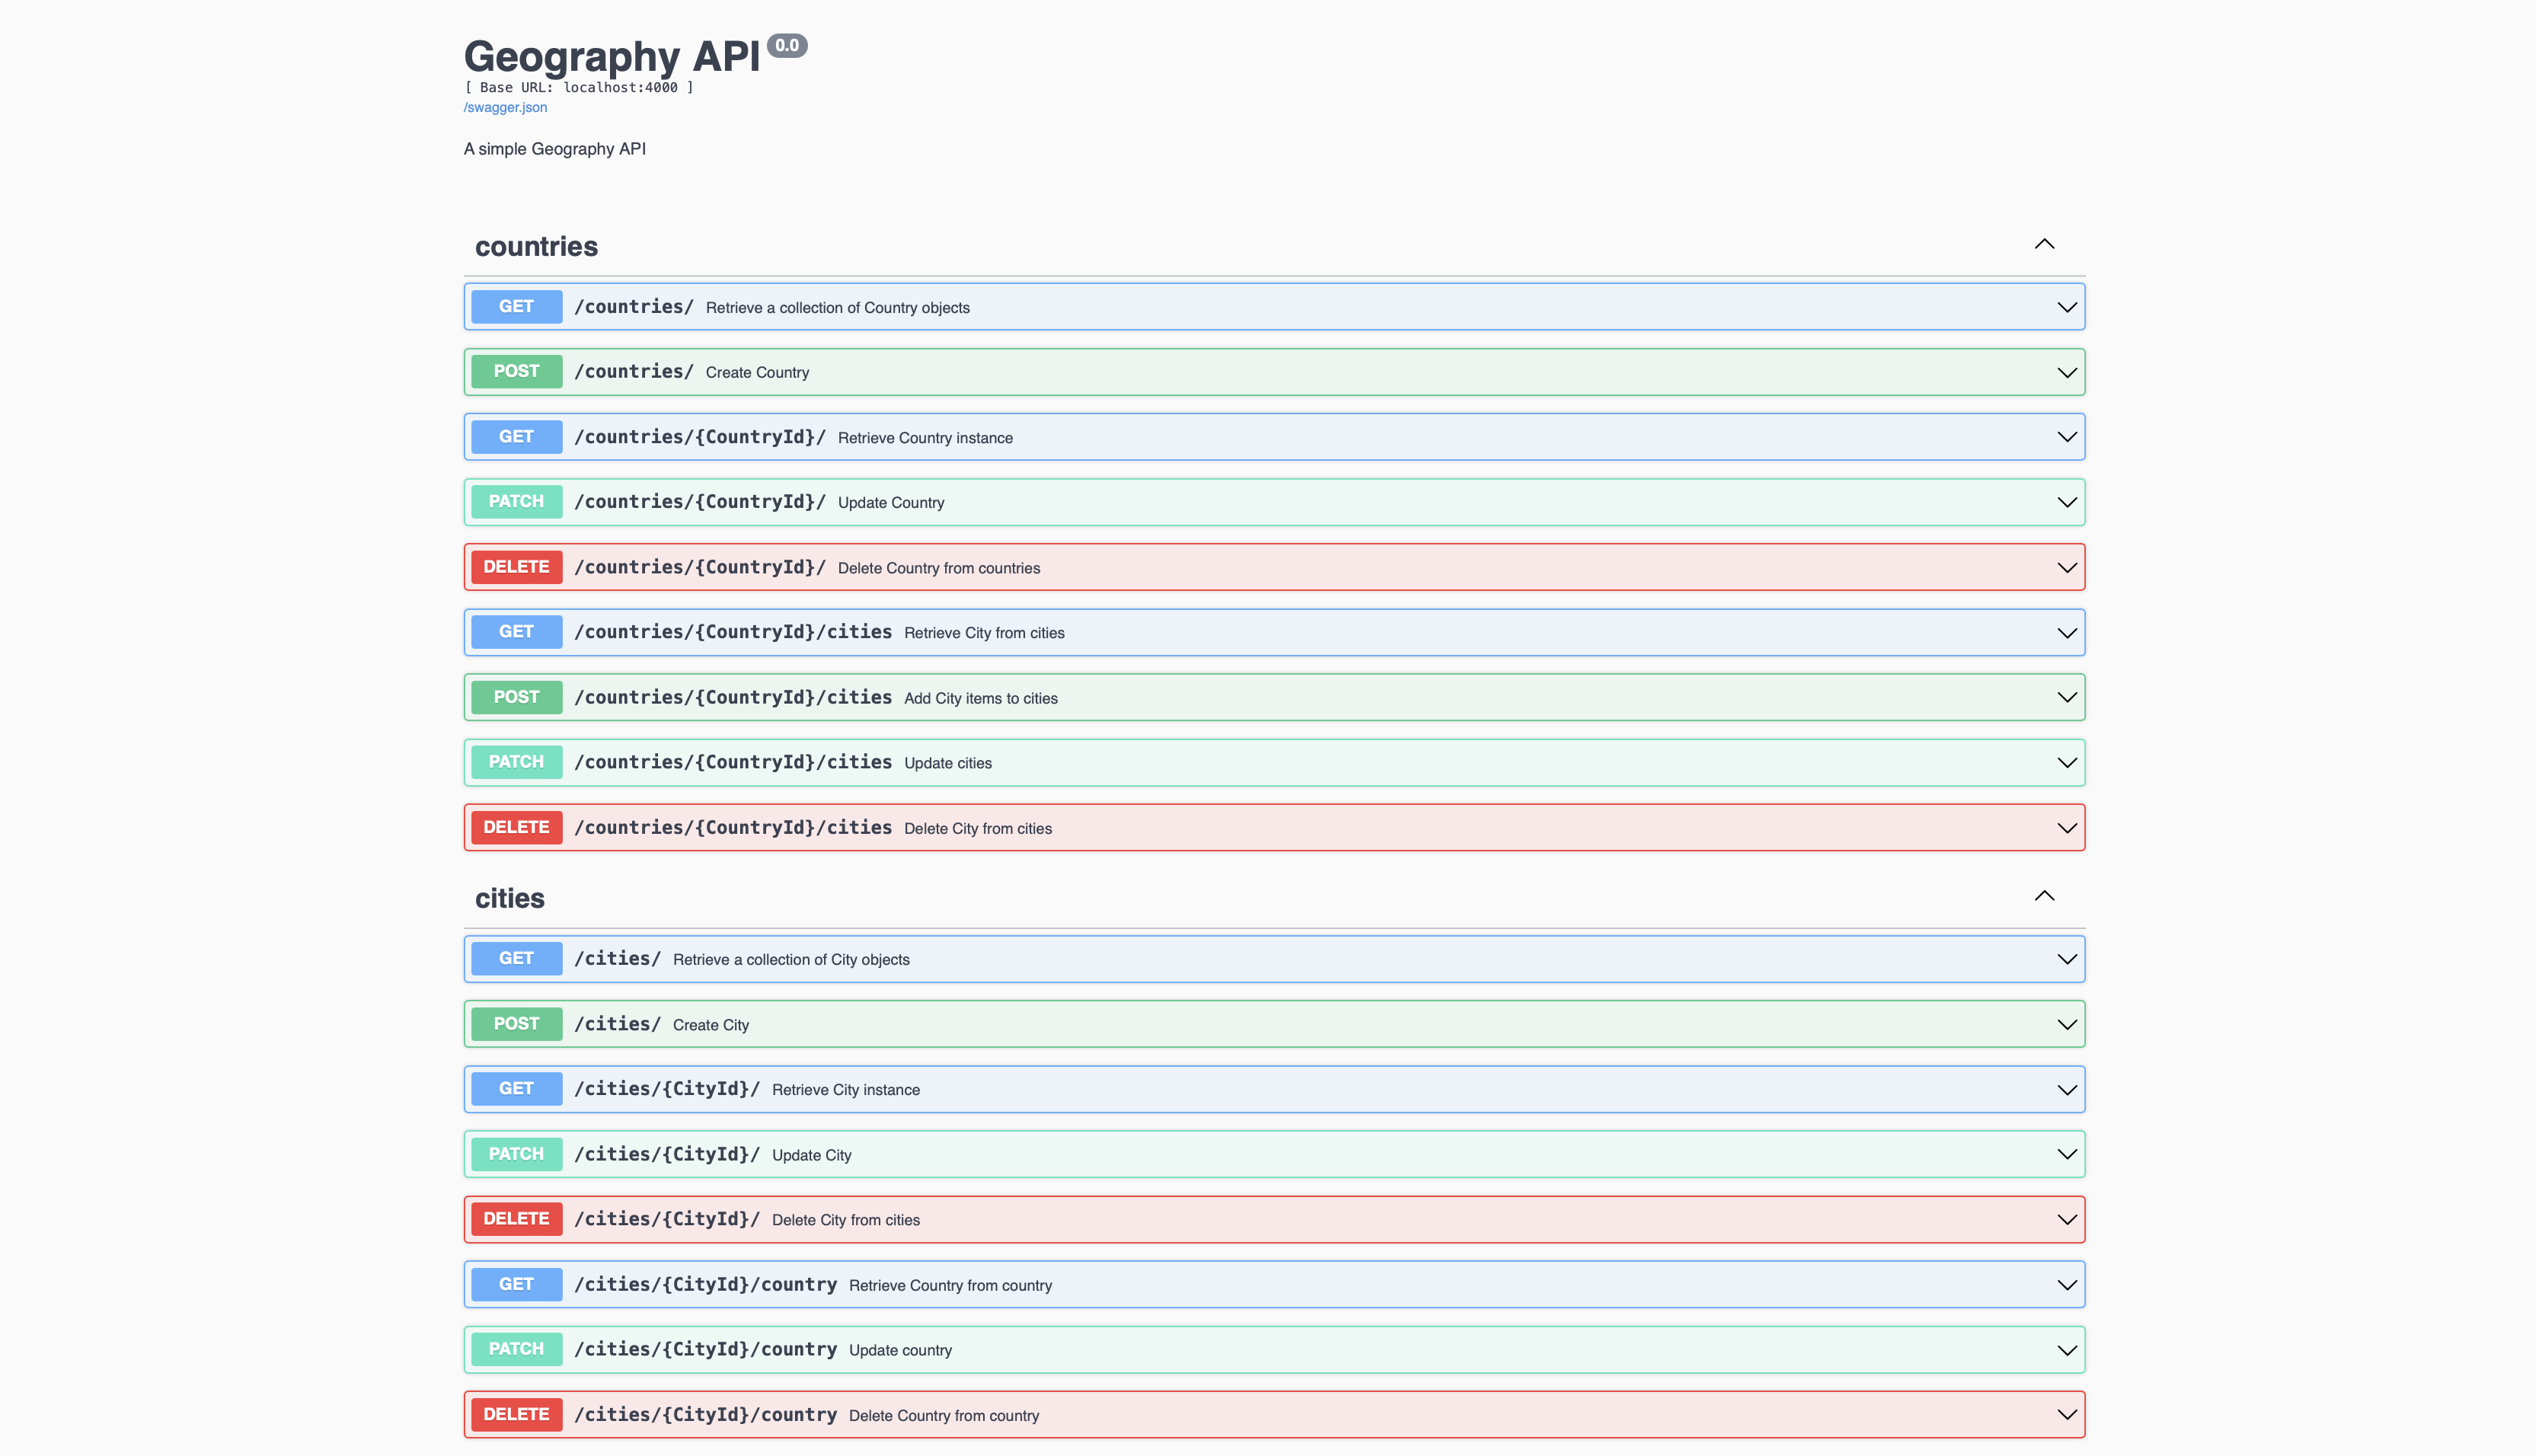 Geography API 0.0
[ Base URL: localhost:4000 ]
/swagger.json
A simple Geography API
countries
GET /countries/ Retrieve a collection of Country objects
POST /countries/ Create Country
GET /countries/{CountryId}/ Retrieve Country instance
PATCH /countries/{CountryId}/ Update Country
DELETE /countries/{CountryId}/ Delete Country from countries
GET /countries/{CountryId}/cities Retrieve City from cities
POST /countries/{CountryId}/cities Add City items to cities
PATCH /countries/{CountryId}/cities Update cities
DELETE /countries/{CountryId}/cities Delete City from cities
cities
GET /cities/ Retrieve a collection of City objects
POST /cities/ Create City
GET /cities/{CityId}/ Retrieve City instance
PATCH /cities/{CityId}/ Update City
DELETE /cities/{CityId}/ Delete City from cities
GET /cities/{CityId}/country Retrieve Country from country
PATCH /cities/{CityId}/country Update country
DELETE /cities/{CityId}/country Delete Country from country